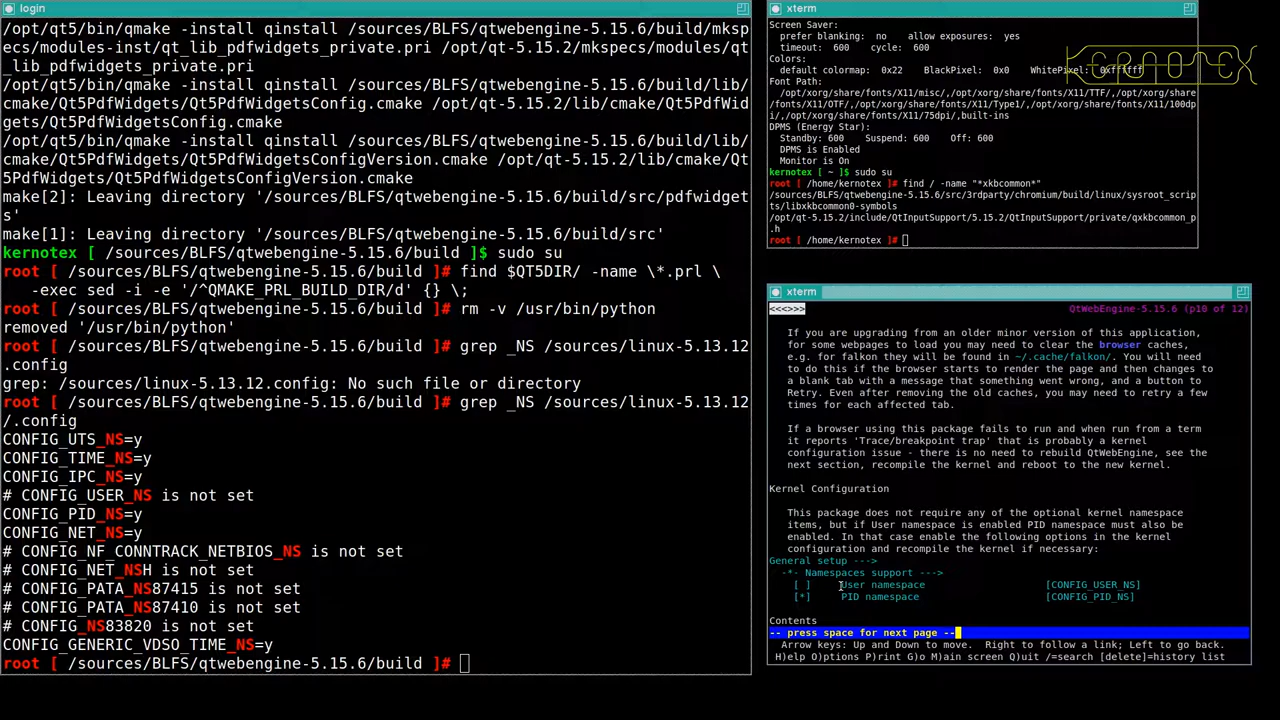 login
/opt/qt5/bin/qmake -install qinstall /sources/BLFS/qtwebengine-5.15.6/build/mksp
ecs/modules-inst/qt_lib_pdfwidgets_private.pri /opt/qt-5.15.2/mkspecs/modules/qt
_lib_pdfwidgets_private.pri
/opt/qt5/bin/qmake -install qinstall /sources/BLFS/qtwebengine-5.15.6/build/lib/
cmake/Qt5PdfWidgets/Qt5PdfWidgetsConfig.cmake /opt/qt-5.15.2/lib/cmake/Qt5PdfWid
gets/Qt5PdfWidgetsConfig.cmake
/opt/qt5/bin/qmake -install qinstall /sources/BLFS/qtwebengine-5.15.6/build/lib/
cmake/Qt5PdfWidgets/Qt5PdfWidgetsConfigVersion.cmake /opt/qt-5.15.2/lib/cmake/Qt
5PdfWidgets/Qt5PdfWidgetsConfigVersion.cmake
make[2]: Leaving directory '/sources/BLFS/qtwebengine-5.15.6/build/src/pdfwidget
s'
make[1]: Leaving directory '/sources/BLFS/qtwebengine-5.15.6/build/src'
kernotex [ /sources/BLFS/qtwebengine-5.15.6/build ]$ sudo su
root [ /sources/BLFS/qtwebengine-5.15.6/build ]# find $QT5DIR/ -name \*.prl \
-exec sed -i -e '/^QMAKE_PRL_BUILD_DIR/d' {} \;
root [ /sources/BLFS/qtwebengine-5.15.6/build ]# rm -v /usr/bin/python
removed '/usr/bin/python'
root [ /sources/BLFS/qtwebengine-5.15.6/build ]# grep _NS /sources/linux-5.13.12
.config
grep: /sources/linux-5.13.12.config: No such file or directory
root [ /sources/BLFS/qtwebengine-5.15.6/build ]# grep _NS /sources/linux-5.13.12
/.config
CONFIG_UTS_NS=y
CONFIG_TIME_NS=y
CONFIG_IPC_NS=y
# CONFIG_USER_NS is not set
CONFIG_PID_NS=y
CONFIG_NET_NS=y
# CONFIG_NF_CONNTRACK_NETBIOS_NS is not set
# CONFIG_NET_NSH is not set
# CONFIG_PATA_NS87415 is not set
# CONFIG_PATA_NS87410 is not set
# CONFIG_NS83820 is not set
CONFIG_GENERIC_VDSO_TIME_NS=y
root [ /sources/BLFS/qtwebengine-5.15.6/build ]#
xterm
Screen Saver:
prefer blanking:  no    allow exposures:  yes
timeout:  600    cycle:  600
Colors:
default colormap:  0x22    BlackPixel:  0x0    WhitePixel:  0xffffff
KERNOTEX
Font Path:
/opt/xorg/share/fonts/X11/misc/,/opt/xorg/share/fonts/X11/TTF/,/opt/xorg/share
/fonts/X11/OTF/,/opt/xorg/share/fonts/X11/Type1/,/opt/xorg/share/fonts/X11/100dp
i/,/opt/xorg/share/fonts/X11/75dpi/,built-ins
DPMS (Energy Star):
Standby: 600    Suspend: 600    Off: 600
DPMS is Enabled
Monitor is On
kernotex [ ~ ]$ sudo su
root [ /home/kernotex ]# find / -name "*xkbcommon*"
/sources/BLFS/qtwebengine-5.15.6/src/3rdparty/chromium/build/linux/sysroot_scrip
ts/libxkbcommon0-symbols
/opt/qt-5.15.2/include/QtInputSupport/5.15.2/QtInputSupport/private/qxkbcommon_p
.h
root [ /home/kernotex ]#
xterm
<<<>>> QtWebEngine-5.15.6 (p10 of 12)
If you are upgrading from an older minor version of this application,
for some webpages to load you may need to clear the browser caches,
e.g. for falkon they will be found in ~/.cache/falkon/. You will need
to do this if the browser starts to render the page and then changes to
a blank tab with a message that something went wrong, and a button to
Retry. Even after removing the old caches, you may need to retry a few
times for each affected tab.
If a browser using this package fails to run and when run from a term
it reports 'Trace/breakpoint trap' that is probably a kernel
configuration issue - there is no need to rebuild QtWebEngine, see the
next section, recompile the kernel and reboot to the new kernel.
Kernel Configuration
This package does not require any of the optional kernel namespace
items, but if User namespace is enabled PID namespace must also be
enabled. In that case enable the following options in the kernel
configuration and recompile the kernel if necessary:
General setup --->
-*- Namespaces support --->
[ ]     User namespace                    [CONFIG_USER_NS]
[*]     PID namespace                     [CONFIG_PID_NS]
Contents
-- press space for next page --
Arrow keys: Up and Down to move.  Right to follow a link; Left to go back.
H)elp O)ptions P)rint G)o M)ain screen Q)uit /=search [delete]=history list